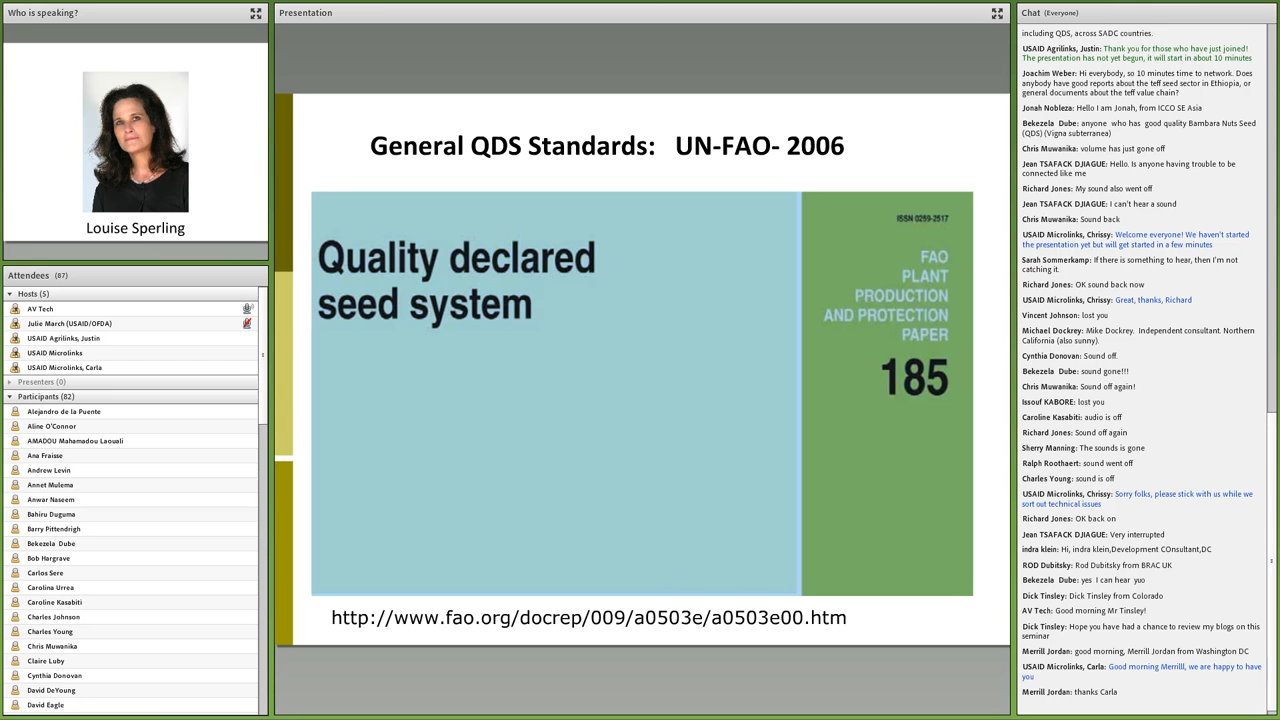 Who is speaking?
Louise Sperling
Attendees (87)
Hosts (5)
AV Tech
Julie March (USAID/OFDA)
USAID Agrilinks, Justin
USAID Microlinks
USAID Microlinks, Carla
Presenters (0)
Participants (82)
Alejandro de la Puente
Aline O'Connor
AMADOU Mahamadou Laouali
Ana Fraisse
Andrew Levin
Annet Mulema
Anwar Naseem
Bahiru Duguma
Barry Pittendrigh
Bekezela Dube
Bob Hargrave
Carlos Sere
Carolina Urrea
Caroline Kasabiti
Charles Johnson
Charles Young
Chris Muwanika
Claire Luby
Cynthia Donovan
David DeYoung
David Eagle
Presentation
General QDS Standards: UN-FAO- 2006
Quality declared
seed system
ISSN 0259-2517
FAO
PLANT
PRODUCTION
AND PROTECTION
PAPER
185
http://www.fao.org/docrep/009/a0503e/a0503e00.htm
Chat (Everyone)
including QDS, across SADC countries.
USAID Agrilinks, Justin: Thank you for those who have just joined!
The presentation has not yet begun, it will start in about 10 minutes
Joachim Weber: Hi everybody, so 10 minutes time to network. Does
anybody have good reports about the teff seed sector in Ethiopia, or
general documents about the teff value chain?
Jonah Nobleza: Hello I am Jonah, from ICCO SE Asia
Bekezela Dube: anyone who has good quality Bambara Nuts Seed
(QDS) (Vigna subterranea)
Chris Muwanika: volume has just gone off
Jean TSAFACK DJIAGUE: Hello. Is anyone having trouble to be
connected like me
Richard Jones: My sound also went off
Jean TSAFACK DJIAGUE: I can't hear a sound
Chris Muwanika: Sound back
USAID Microlinks, Chrissy: Welcome everyone! We haven't started
the presentation yet but will get started in a few minutes
Sarah Sommerkamp: If there is something to hear, then I'm not
catching it.
Richard Jones: OK sound back now
USAID Microlinks, Chrissy: Great, thanks, Richard
Vincent Johnson: lost you
Michael Dockrey: Mike Dockrey. Independent consultant. Northern
California (also sunny).
Cynthia Donovan: Sound off.
Bekezela Dube: sound gone!!!
Chris Muwanika: Sound off again!
Issouf KABORE: lost you
Caroline Kasabiti: audio is off
Richard Jones: Sound off again
Sherry Manning: The sounds is gone
Ralph Roothaert: sound went off
Charles Young: sound is off
USAID Microlinks, Chrissy: Sorry folks, please stick with us while we
sort out technical issues
Richard Jones: OK back on
Jean TSAFACK DJIAGUE: Very interrupted
indra klein: Hi, indra klein,Development COnsultant,DC
ROD Dubitsky: Rod Dubitsky from BRAC UK
Bekezela Dube: yes I can hear yuo
Dick Tinsley: Dick Tinsley from Colorado
AV Tech: Good morning Mr Tinsley!
Dick Tinsley: Hope you have had a chance to review my blogs on this
seminar
Merrill Jordan: good morning, Merrill Jordan from Washington DC
USAID Microlinks, Carla: Good morning Merrilll, we are happy to have
you
Merrill Jordan: thanks Carla